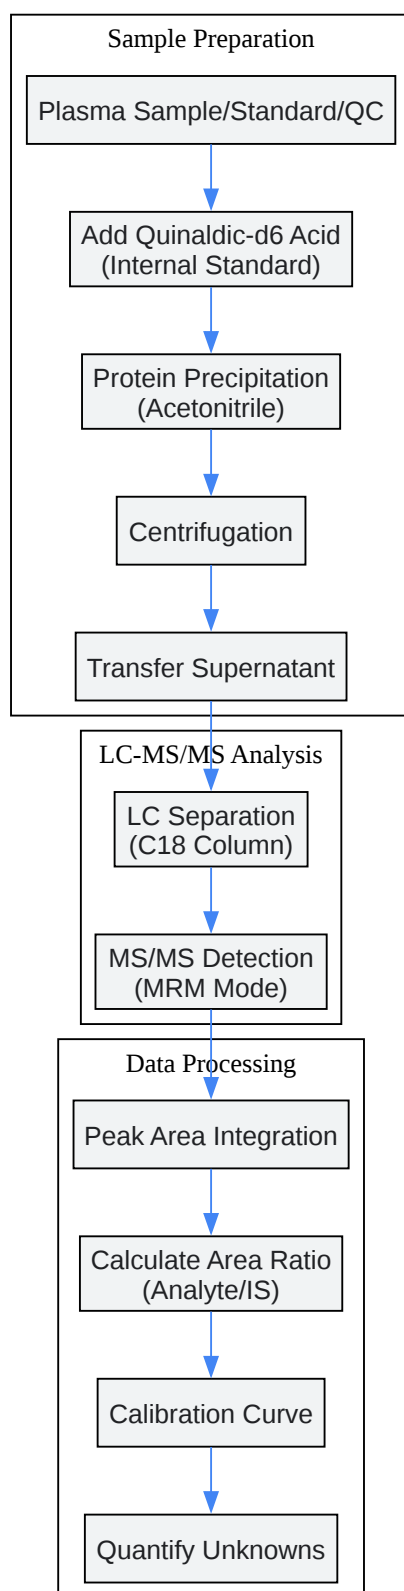 Sample Preparation
Plasma Sample/Standard/QC
Add Quinaldic-d6 Acid
(Internal Standard)
Protein Precipitation
(Acetonitrile)
Centrifugation
Transfer Supernatant
LC-MS/MS Analysis
LC Separation
(C18 Column)
MS/MS Detection
(MRM Mode)
Data Processing
Peak Area Integration
Calculate Area Ratio
(Analyte/IS)
Calibration Curve
Quantify Unknowns